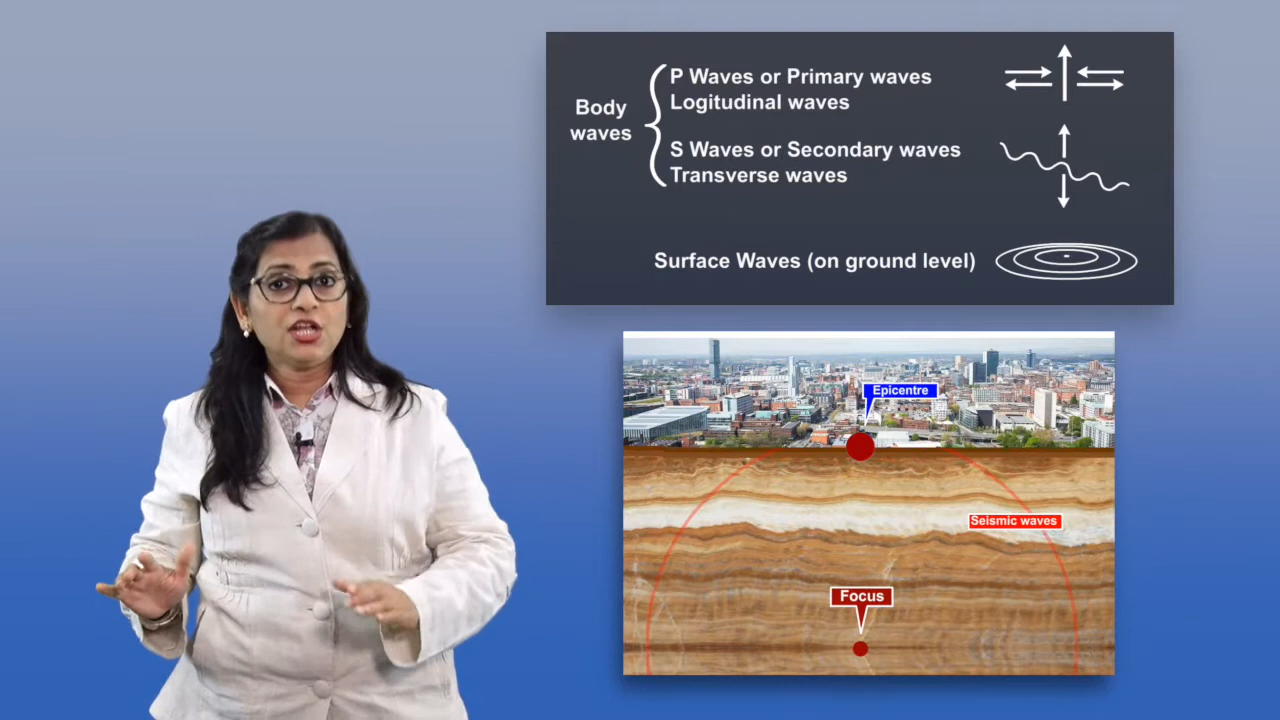 Body
waves
P Waves or Primary waves
Logitudinal waves
S Waves or Secondary waves
Transverse waves
Surface Waves (on ground level)
Epicentre
Seismic waves
Focus